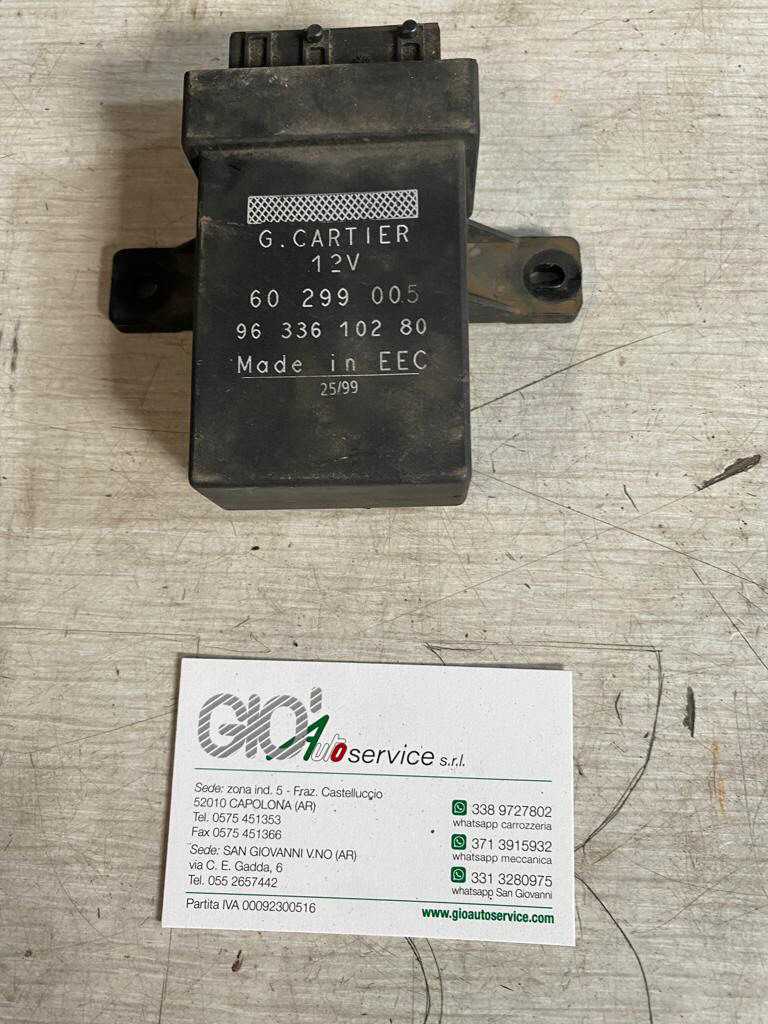 G. CARTIER
12V
60 299 005
96 336 102 80
Made in EEC
25/99
GIO' Autoservice s.r.l.
Sede: zona ind. 5 - Fraz. Castelluccio
52010 CAPOLONA (AR)
Tel. 0575 451353
Fax 0575 451366
Sede: SAN GIOVANNI V.NO (AR)
via C. E. Gadda, 6
Tel. 055 2657442
Partita IVA 00092300516
338 9727802
whatsapp carrozzeria
371 3915932
whatsapp meccanica
331 3280975
whatsapp San Giovanni
www.gioautoservice.com